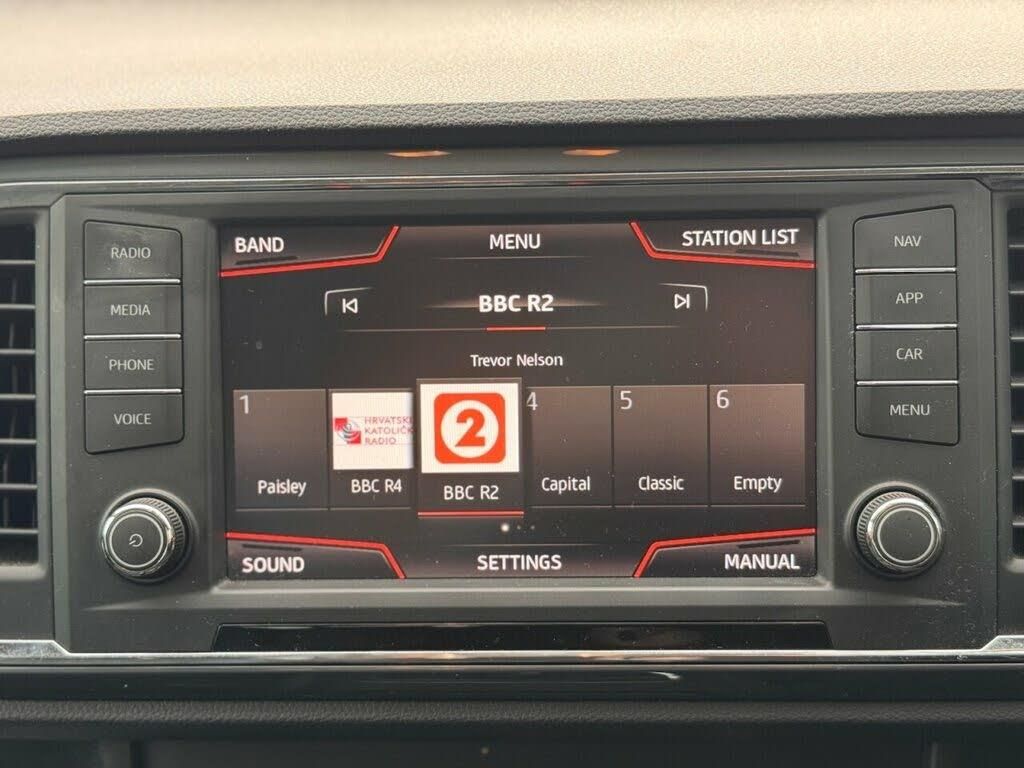 RADIO
MEDIA
PHONE
VOICE
BAND
MENU
STATION LIST
BBC R2
Trevor Nelson
1
Paisley
HRVATSKI
KATOLIČK
RADIO
BBC R4
2
BBC R2
4
Capital
5
Classic
6
Empty
SOUND
SETTINGS
MANUAL
NAV
APP
CAR
MENU